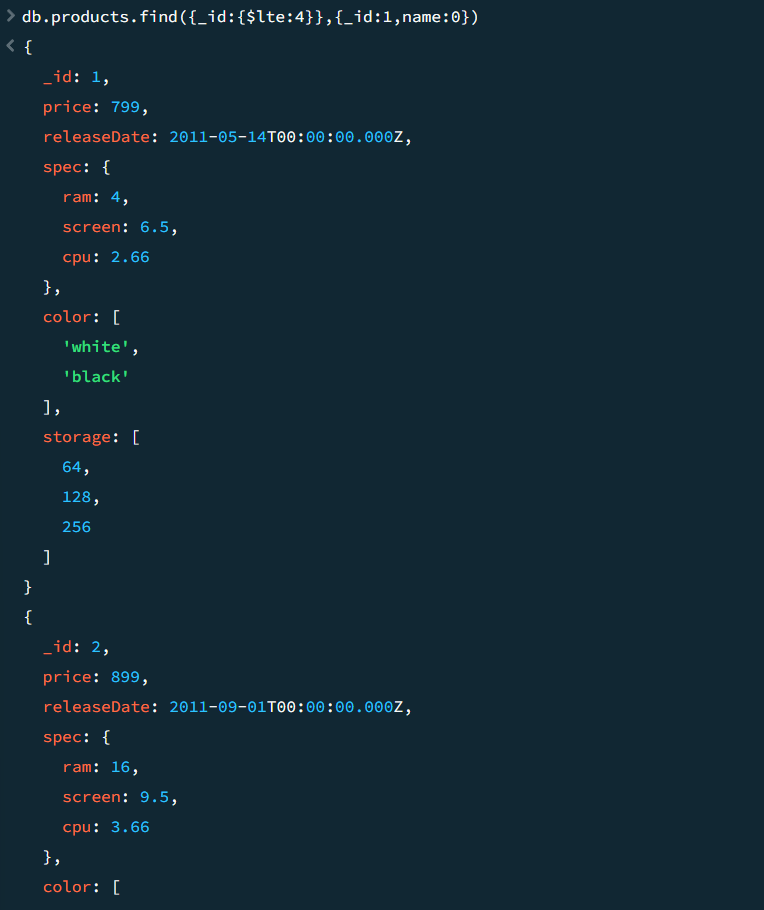 db.products.find({_id:{$lte:4}},{_id:1,name:0})
{
_id: 1,
price: 799,
releaseDate: 2011-05-14T00:00:00.000Z,
spec: {
ram: 4,
screen: 6.5,
cpu: 2.66
},
color: [
'white',
'black'
],
storage: [
64,
128,
256
]
}
{
_id: 2,
price: 899,
releaseDate: 2011-09-01T00:00:00.000Z,
spec: {
ram: 16,
screen: 9.5,
cpu: 3.66
},
color: [